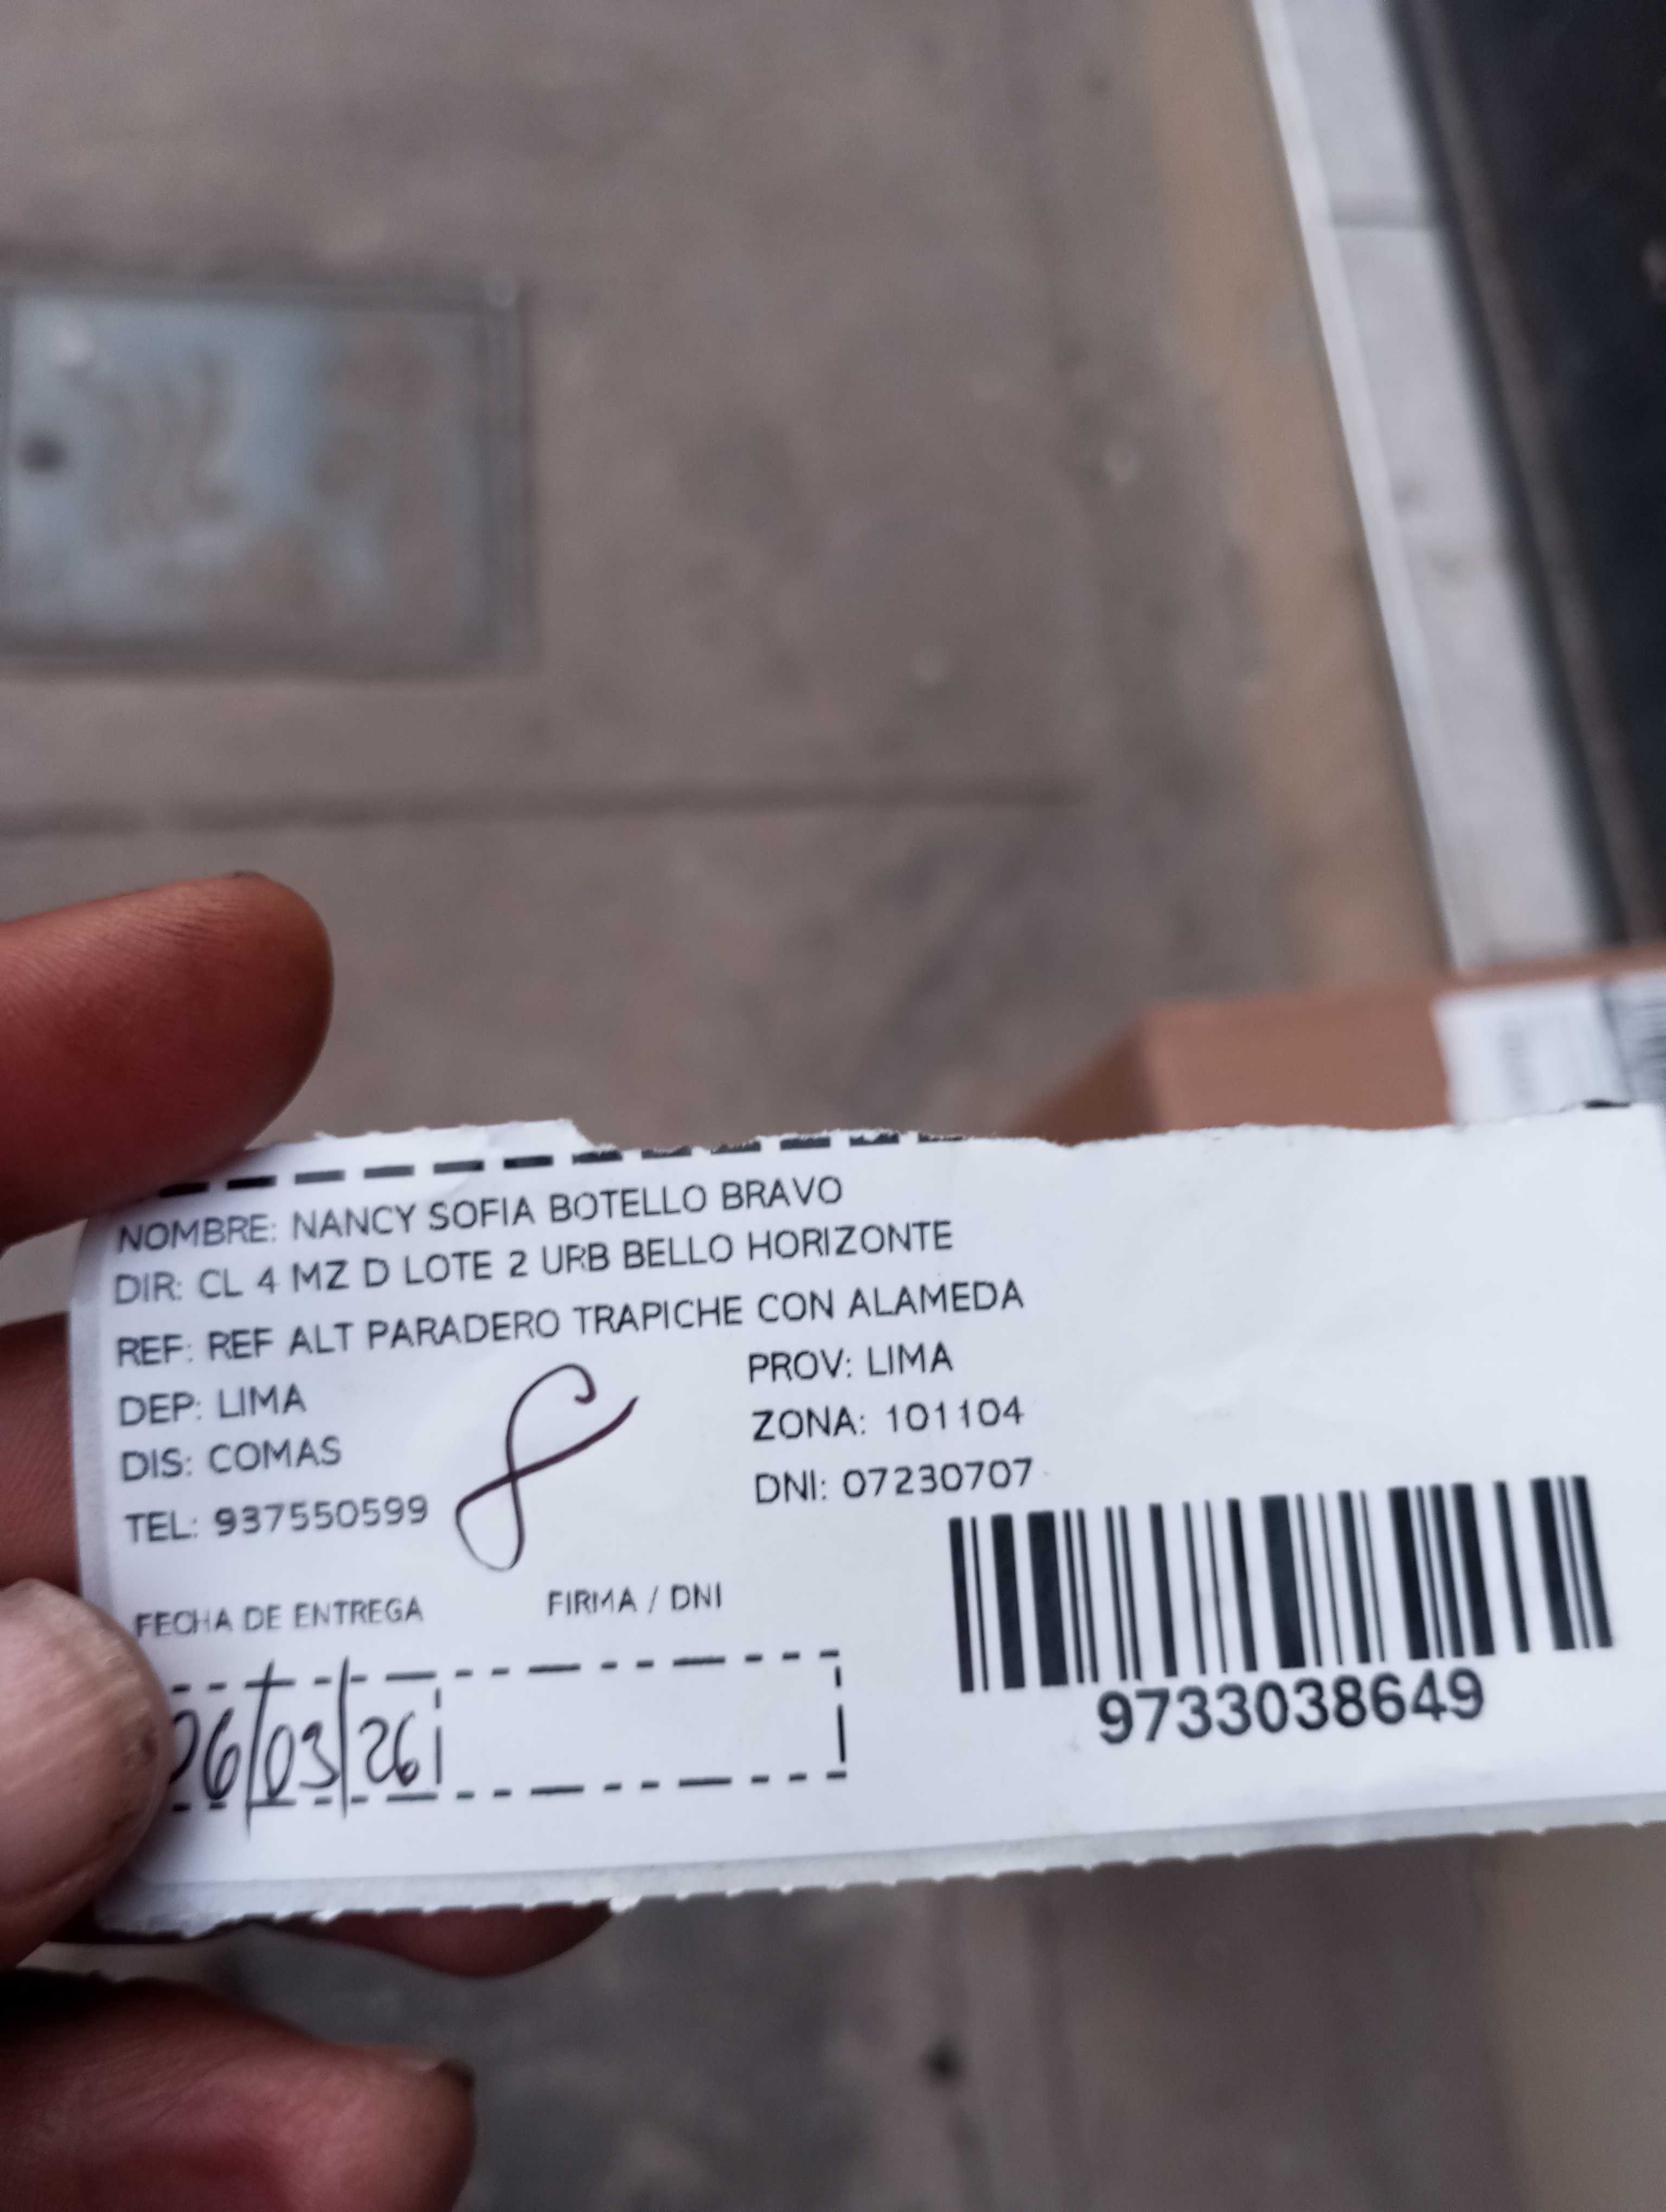 NOMBRE: NANCY SOFIA BOTELLO BRAVO
DIR: CL 4 MZ D LOTE 2 URB BELLO HORIZONTE
REF: REF ALT PARADERO TRAPICHE CON ALAMEDA
DEP: LIMA PROV: LIMA
DIS: COMAS ZONA: 101104
TEL: 937550599 DNI: 07230707
FECHA DE ENTREGA FIRMA / DNI
06/03/26
9733038649